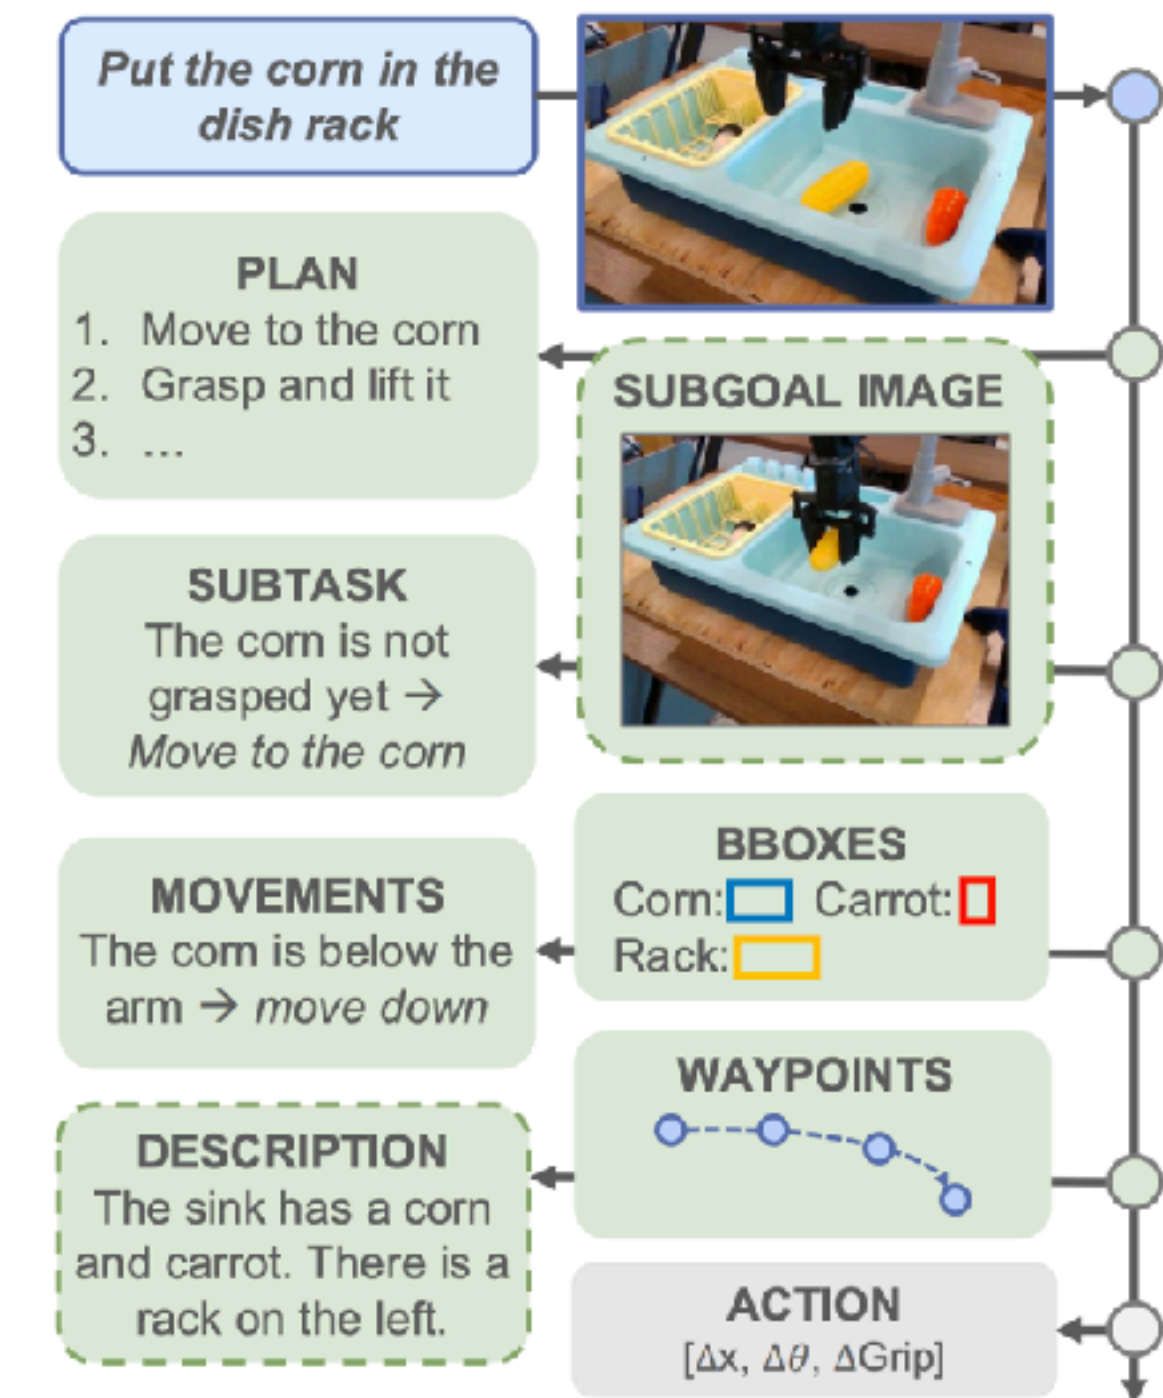 Put the corn in the
dish rack
PLAN
1. Move to the corn
2. Grasp and lift it
3. ...
SUBGOAL IMAGE
SUBTASK
The corn is not
grasped yet →
Move to the corn
BBOXES
Corn: Carrot:
Rack:
MOVEMENTS
The corn is below the
arm → move down
WAYPOINTS
DESCRIPTION
The sink has a corn
and carrot. There is a
rack on the left.
ACTION
[Δx, Δθ, ΔGrip]